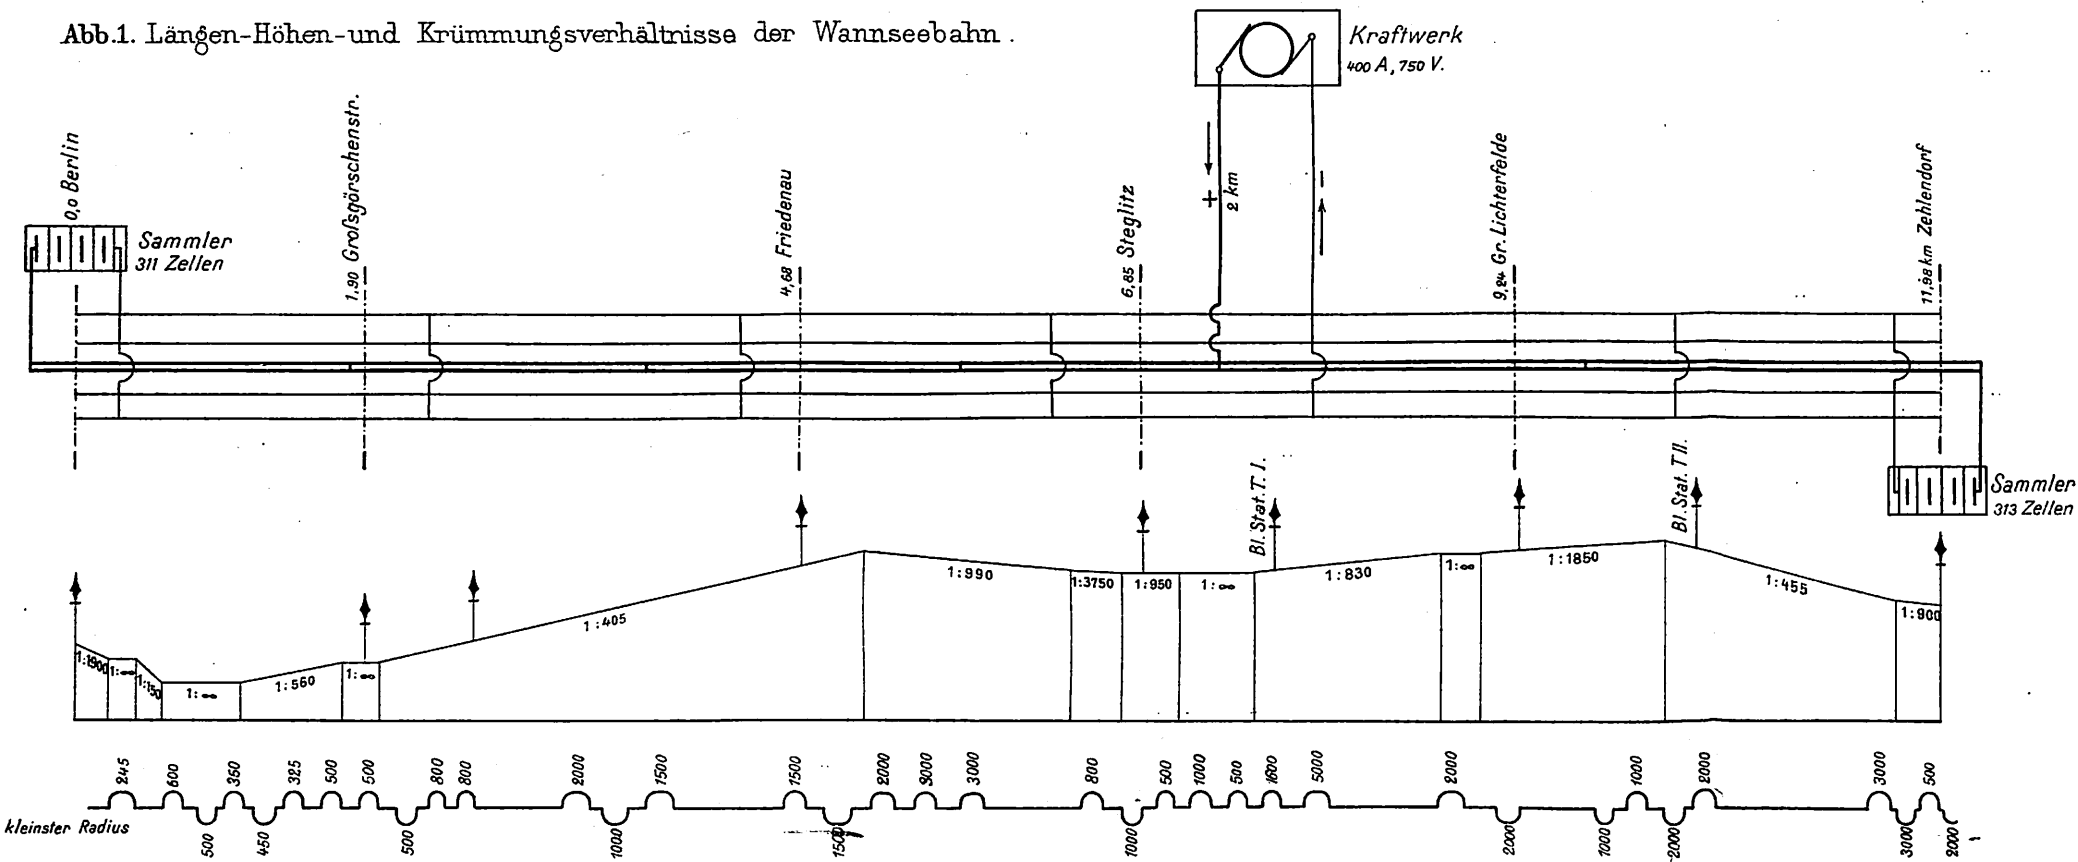 Abb.1. Längen-Höhen-und Krümmungsverhältnisse der Wannseebahn.
Kraftwerk
400 A, 750 V.
0,0 Berlin
1,90 Großgörschenstr.
4,68 Friedenau
6,85 Steglitz
+
2 km
–
9,24 Gr. Lichterfelde
11,98 km Zehlendorf
Sammler
311 Zellen
Sammler
313 Zellen
Bl. Stat. T. I.
Bl. Stat. T II.
1:1900
1:∞
1:150
1:∞
1:560
1:∞
1:405
1:990
1:3750
1:950
1:∞
1:830
1:∞
1:1850
1:455
1:900
245 600 360 325 500 500 800 800 2000 1500 1500 2000 3000 3000 800 500 1000 500 1600 5000 2000 1000 2000 3000 500
kleinster Radius
500 450 500 1000 1500 1000 2000 1000 2000 3000 2000